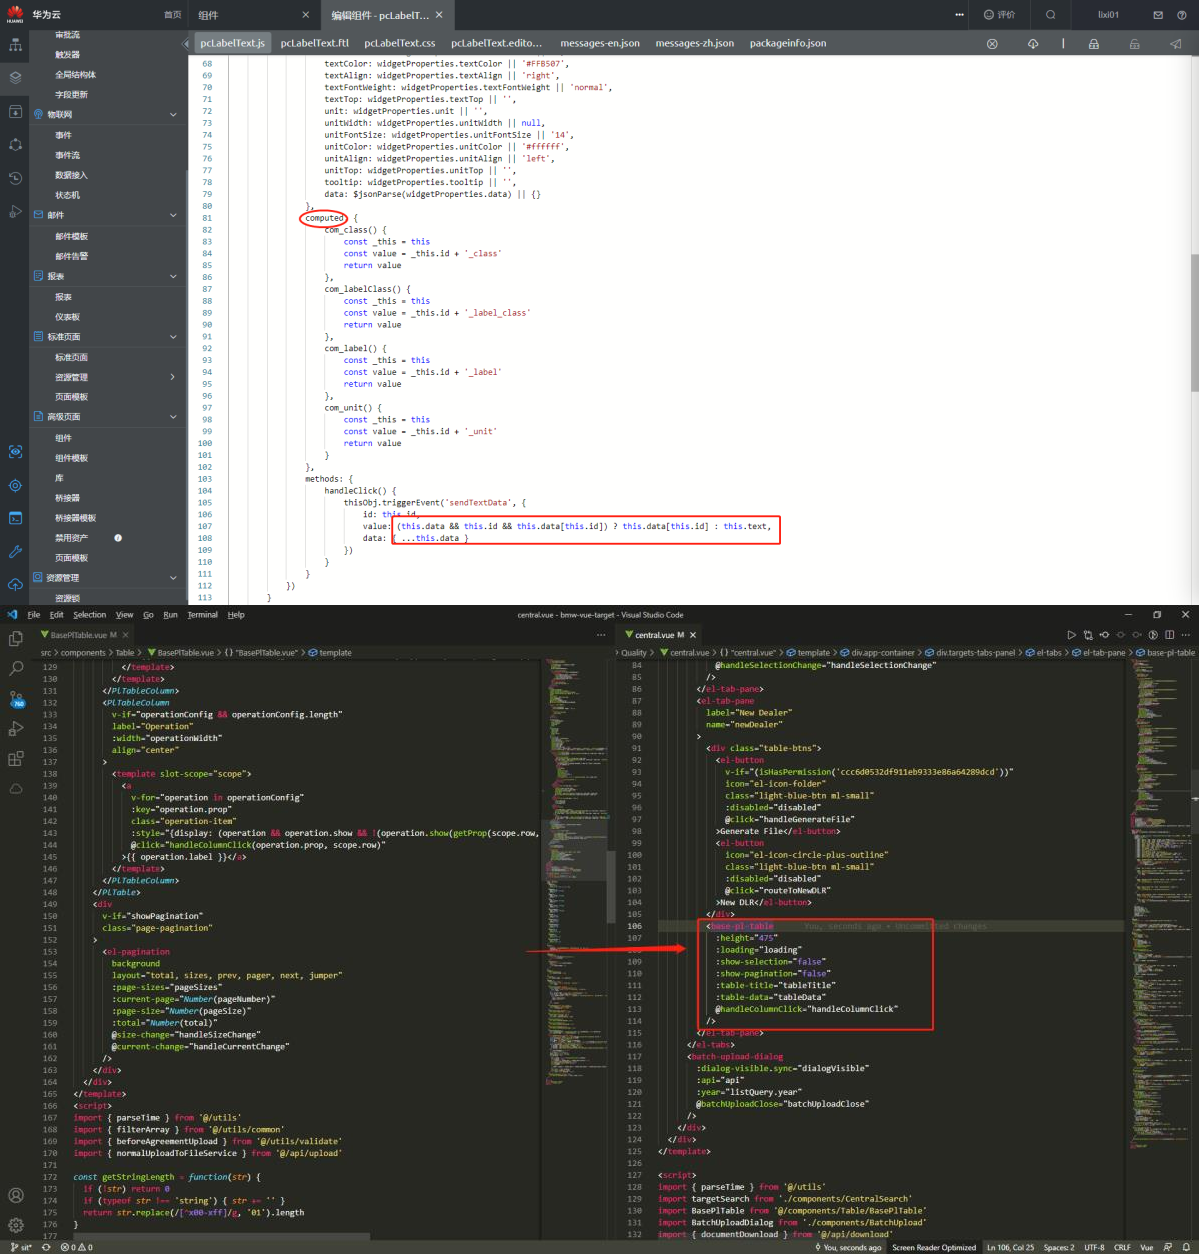 华为云
首页
组件
编辑组件 - pcLabelT...
评价
lixi01
HUAWEI
审批流
触发器
全局结构体
字段更新
物联网
事件
事件流
数据接入
状态机
邮件
邮件模板
邮件告警
报表
报表
仪表板
标准页面
标准页面
资源管理
页面模板
高级页面
组件
组件模板
库
桥接器
桥接器模板
禁用资产
页面模板
资源管理
资源锁
pcLabelText.js pcLabelText.ftl pcLabelText.css pcLabelText.edito... messages-en.json messages-zh.json packageinfo.json
68 textColor: widgetProperties.textColor || '#FFB507',
69 textAlign: widgetProperties.textAlign || 'right',
70 textFontWeight: widgetProperties.textFontWeight || 'normal',
71 textTop: widgetProperties.textTop || '',
72 unit: widgetProperties.unit || '',
73 unitWidth: widgetProperties.unitWidth || null,
74 unitFontSize: widgetProperties.unitFontSize || '14',
75 unitColor: widgetProperties.unitColor || '#ffffff',
76 unitAlign: widgetProperties.unitAlign || 'left',
77 unitTop: widgetProperties.unitTop || '',
78 tooltip: widgetProperties.tooltip || '',
79 data: $jsonParse(widgetProperties.data) || {}
80 },
81 computed: {
82 com_class() {
83 const _this = this
84 const value = _this.id + '_class'
85 return value
86 },
87 com_labelClass() {
88 const _this = this
89 const value = _this.id + '_label_class'
90 return value
91 },
92 com_label() {
93 const _this = this
94 const value = _this.id + '_label'
95 return value
96 },
97 com_unit() {
98 const _this = this
99 const value = _this.id + '_unit'
100 return value
101 }
102 },
103 methods: {
104 handleClick() {
105 thisObj.triggerEvent('sendTextData', {
106 id: this.id,
107 value: (this.data && this.id && this.data[this.id]) ? this.data[this.id] : this.text,
108 data: { ...this.data }
109 })
110 }
111 }
112 })
113 }
File Edit Selection View Go Run Terminal Help
central.vue - bmw-vue-target - Visual Studio Code
BasePlTable.vue M
src > components > Table > BasePlTable.vue > {} "BasePlTable.vue" > template
129 </template>
130 </template>
131 </PlTableColumn>
132 <PlTableColumn
133 v-if="operationConfig && operationConfig.length"
134 label="Operation"
135 :width="operationWidth"
136 align="center"
137 >
138 <template slot-scope="scope">
139 <a
140 v-for="operation in operationConfig"
141 :key="operation.prop"
142 class="operation-item"
143 :style="{display: (operation && operation.show && !(operation.show(getProp(scope.row,
144 @click="handleColumnClick(operation.prop, scope.row)"
145 >{{ operation.label }}</a>
146 </template>
147 </PlTableColumn>
148 </PlTable>
149 <div
150 v-if="showPagination"
151 class="page-pagination"
152 >
153 <el-pagination
154 background
155 layout="total, sizes, prev, pager, next, jumper"
156 :page-sizes="pageSizes"
157 :current-page="Number(pageNumber)"
158 :page-size="Number(pageSize)"
159 :total="Number(total)"
160 @size-change="handleSizeChange"
161 @current-change="handleCurrentChange"
162 />
163 </div>
164 </div>
165 </template>
166 <script>
167 import { parseTime } from '@/utils'
168 import { filterArray } from '@/utils/common'
169 import { beforeAgreementUpload } from '@/utils/validate'
170 import { normalUploadToFileService } from '@/api/upload'
171
172 const getStringLength = function(str) {
173 if (!str) return 0
174 if (typeof str !== 'string') { str += '' }
175 return str.replace(/[^x00-xff]/g, '01').length
176 }
177
central.vue M
Quality > central.vue > {} "central.vue" > template > div.app-container > div.targets-tabs-panel > el-tabs > el-tab-pane > base-pl-table
84 @handleSelectionChange="handleSelectionChange"
85 />
86 </el-tab-pane>
87 <el-tab-pane
88 label="New Dealer"
89 name="newDealer"
90 >
91 <div class="table-btns">
92 <el-button
93 v-if="(isHasPermission('ccc6d0532df911eb9333e86a64289dcd'))"
94 icon="el-icon-folder"
95 class="light-blue-btn ml-small"
96 :disabled="disabled"
97 @click="handleGenerateFile"
98 >Generate File</el-button>
99 <el-button
100 icon="el-icon-circle-plus-outline"
101 class="light-blue-btn ml-small"
102 :disabled="disabled"
103 @click="routeToNewDLR"
104 >New DLR</el-button>
105 </div>
106 <base-pl-table You, seconds ago • Uncommitted changes
107 :height="475"
108 :loading="loading"
109 :show-selection="false"
110 :show-pagination="false"
111 :table-title="tableTitle"
112 :table-data="tableData"
113 @handleColumnClick="handleColumnClick"
114 />
115 </el-tab-pane>
116 </el-tabs>
117 <batch-upload-dialog
118 :dialog-visible.sync="dialogVisible"
119 :api="api"
120 :year="listQuery.year"
121 @batchUploadClose="batchUploadClose"
122 />
123 </div>
124 </div>
125 </template>
126
127 <script>
128 import { parseTime } from '@/utils'
129 import targetSearch from './components/CentralSearch'
130 import BasePlTable from '@/components/Table/BasePlTable'
131 import BatchUploadDialog from './components/BatchUpload'
132 import { documentDownload } from '@/api/download'
760
sit* 0 0 You, seconds ago Screen Reader Optimized Ln 106, Col 25 Spaces: 2 UTF-8 CRLF Vue